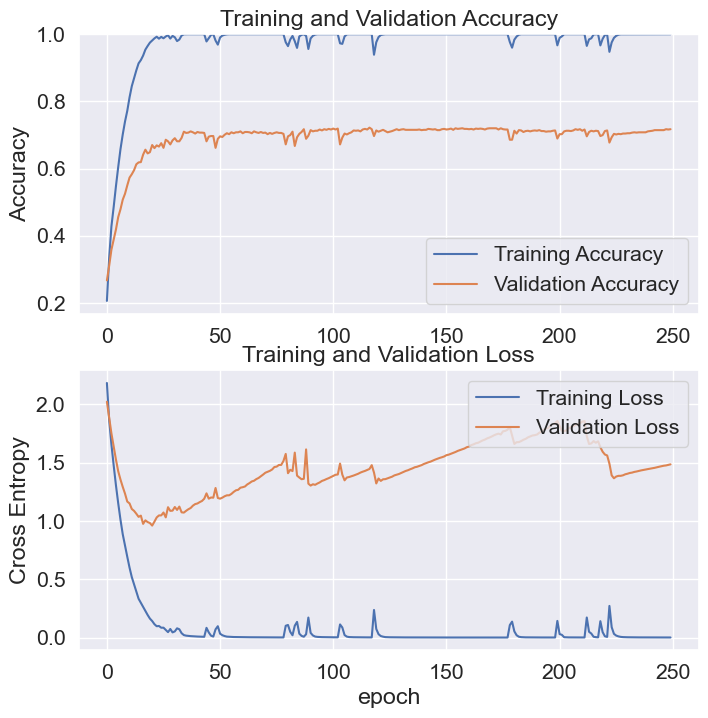 Training and Validation Accuracy
1.0
0.8
0.6
0.4
0.2
Accuracy
Training Accuracy
Validation Accuracy
0 50 100 150 200 250
Training and Validation Loss
2.0
1.5
1.0
0.5
0.0
Cross Entropy
Training Loss
Validation Loss
0 50 100 150 200 250
epoch